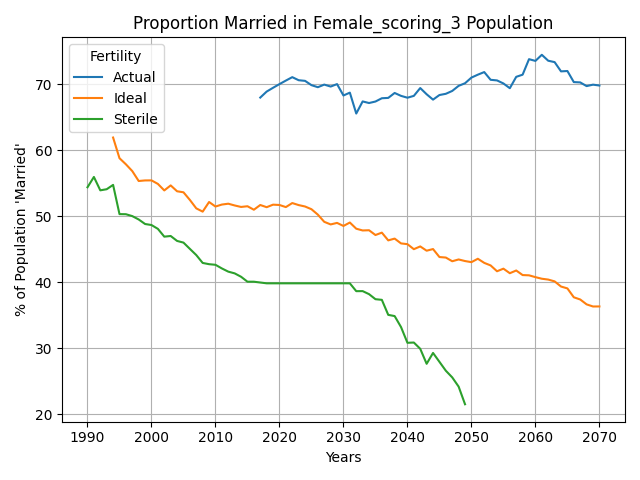 Proportion Married in Female_scoring_3 Population
Fertility
Actual
Ideal
Sterile
% of Population 'Married'
70
60
50
40
30
20
1990 2000 2010 2020 2030 2040 2050 2060 2070
Years